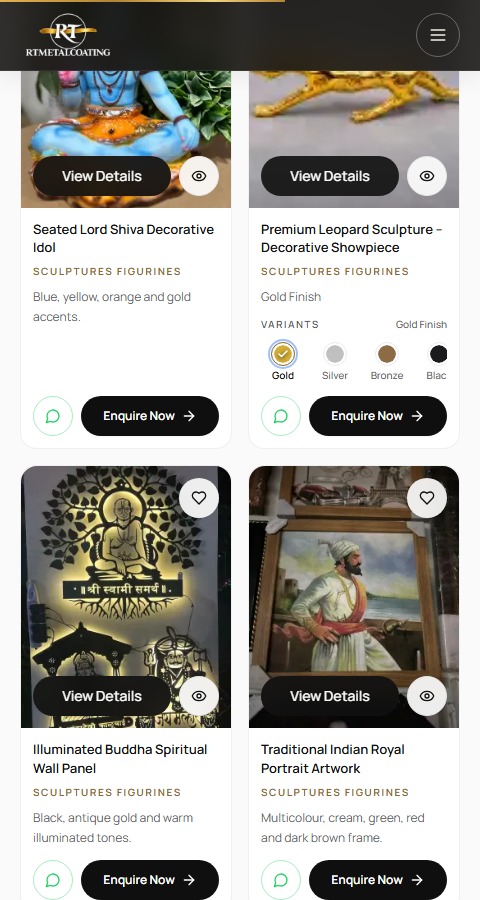 RT
RTMETALCOATING
View Details
View Details
Seated Lord Shiva Decorative
Idol
SCULPTURES FIGURINES
Blue, yellow, orange and gold
accents.
Enquire Now
Premium Leopard Sculpture –
Decorative Showpiece
SCULPTURES FIGURINES
Gold Finish
VARIANTS
Gold Finish
Gold
Silver
Bronze
Blac
Enquire Now
॥श्री स्वामी समर्थ॥
View Details
View Details
Illuminated Buddha Spiritual
Wall Panel
SCULPTURES FIGURINES
Black, antique gold and warm
illuminated tones.
Enquire Now
Traditional Indian Royal
Portrait Artwork
SCULPTURES FIGURINES
Multicolour, cream, green, red
and dark brown frame.
Enquire Now